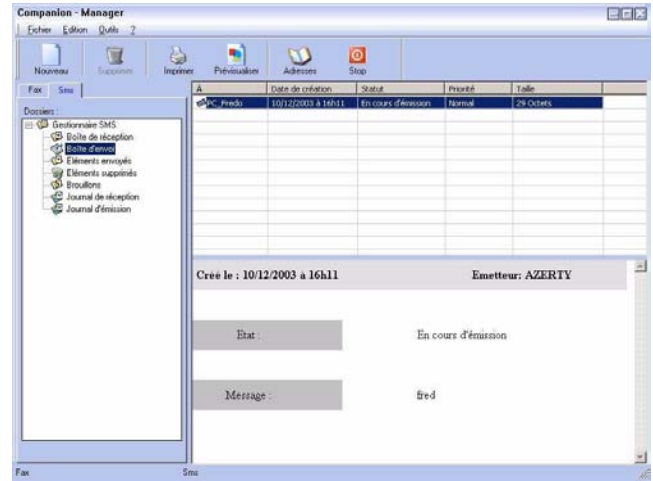 Companion - Manager
Fichier Edition Outils ?
Nouveau Supprimer Imprimer Prévisualiser Adresses Stop
Fax Sms
Dossiers :
Gestionnaire SMS
Boîte de réception
Boîte d'envoi
Eléments envoyés
Eléments supprimés
Brouillons
Journal de réception
Journal d'émission
A Date de création Statut Priorité Taille
PC_Fredo 10/12/2003 à 16h11 En cours d'émission Normal 29 Octets
Créé le : 10/12/2003 à 16h11 Emetteur: AZERTY
Etat : En cours d'émission
Message : fred
Fax Sms